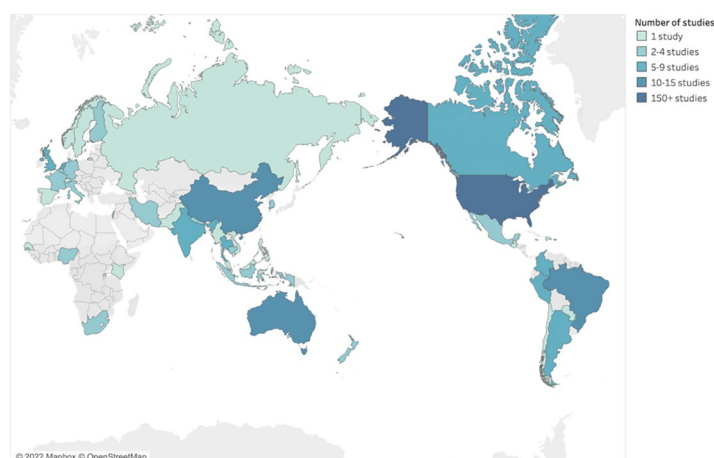 Number of studies
1 study
2-4 studies
5-9 studies
10-15 studies
150+ studies
© 2022 Mapbox © OpenStreetMap